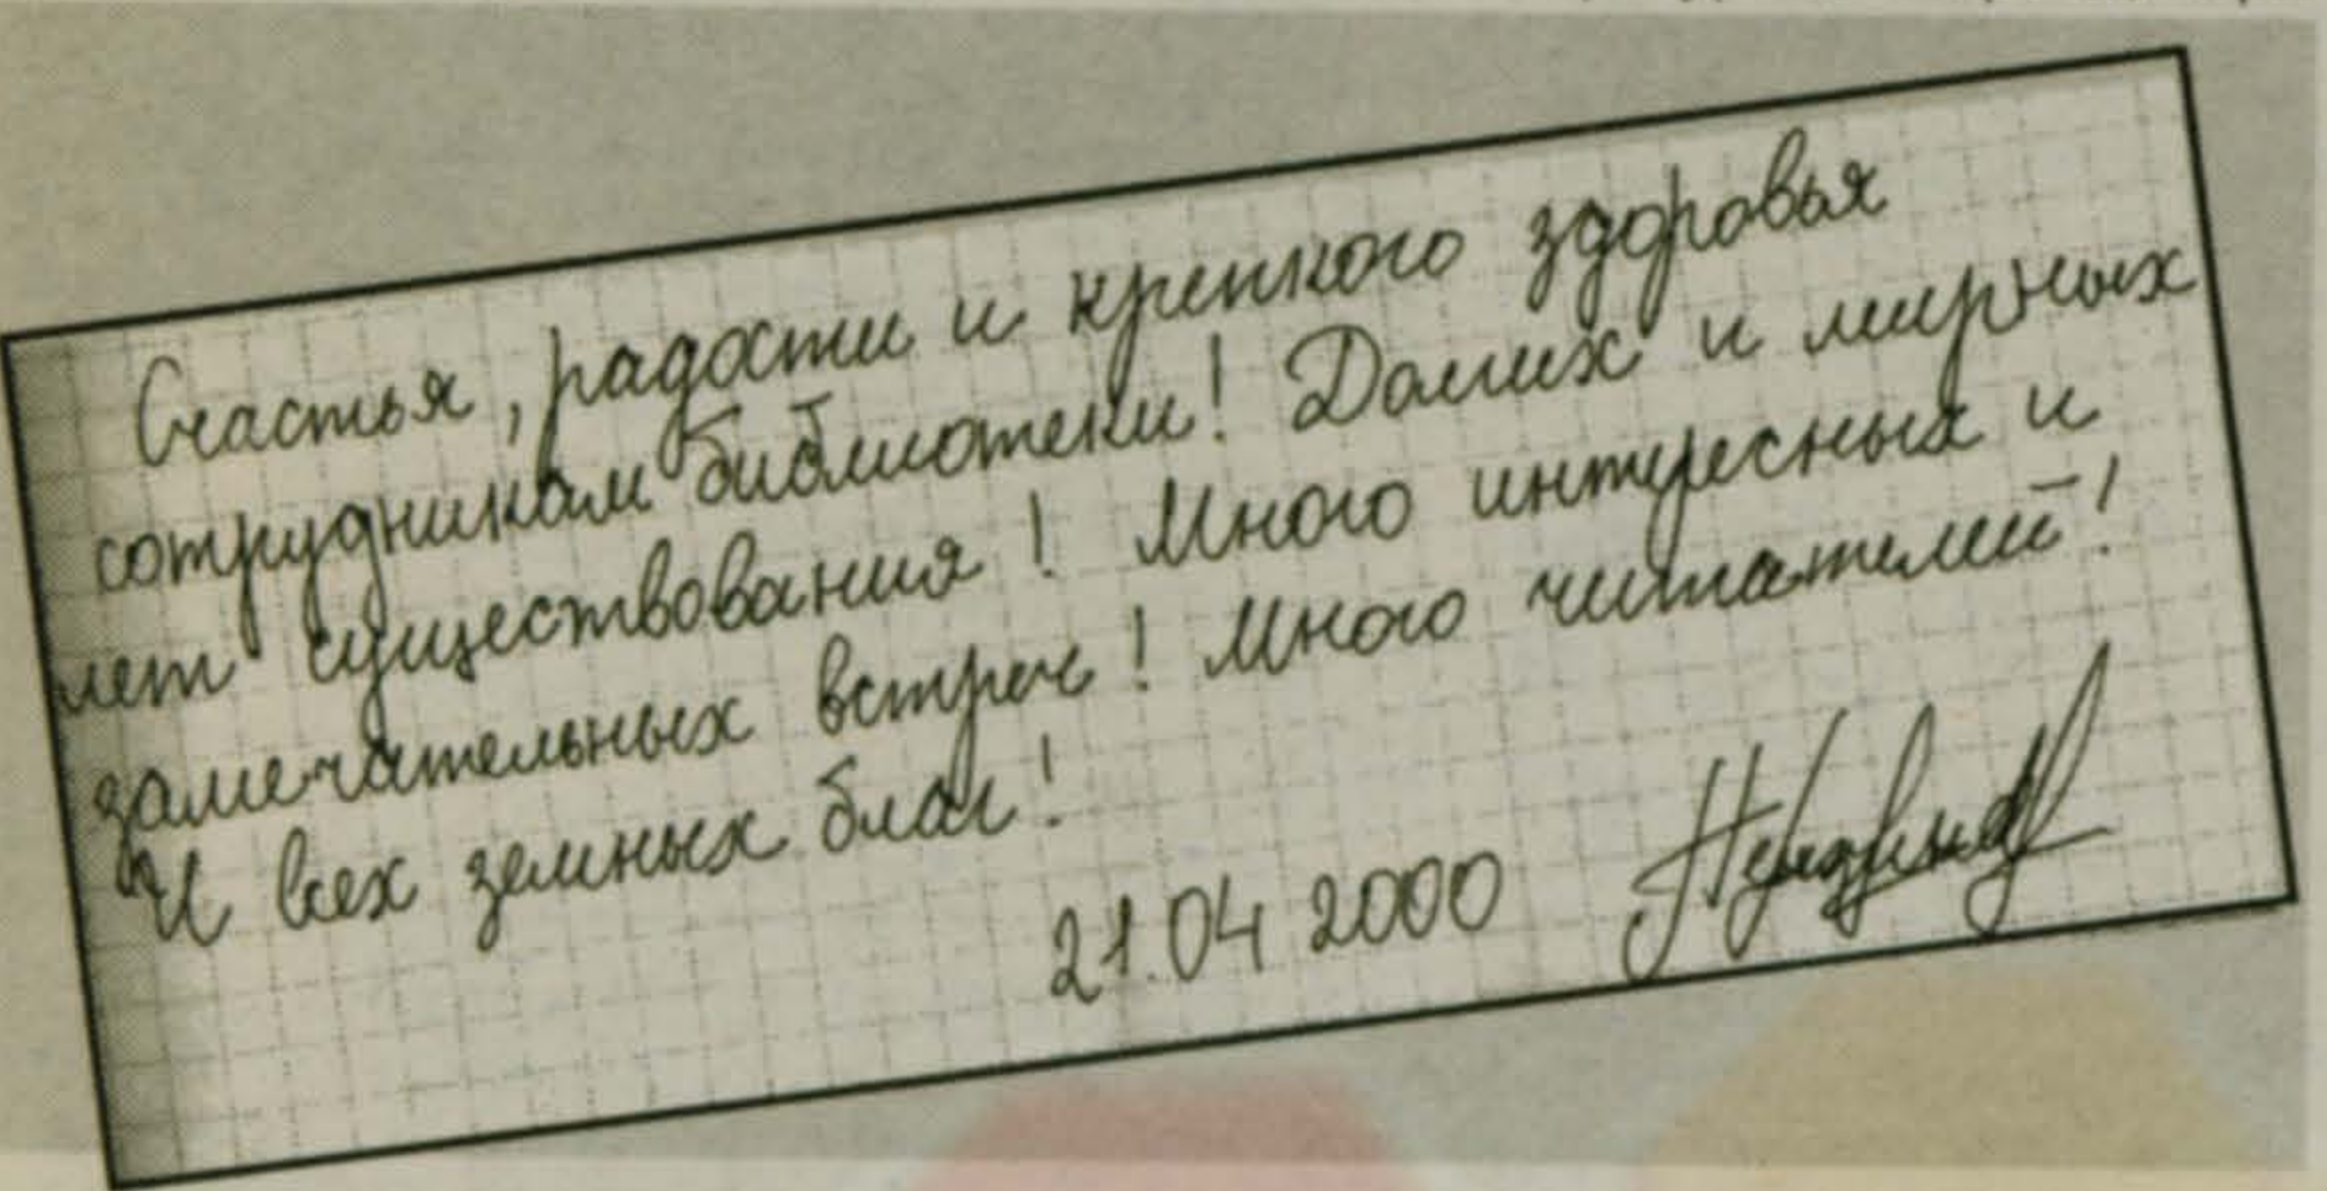 Счастья, радости и крепкого здоровья
сотрудникам библиотеки! Долгих и мирных
лет существования! Много интересных и
замечательных встреч! Много читателей!
И всех земных благ!
21.04 2000